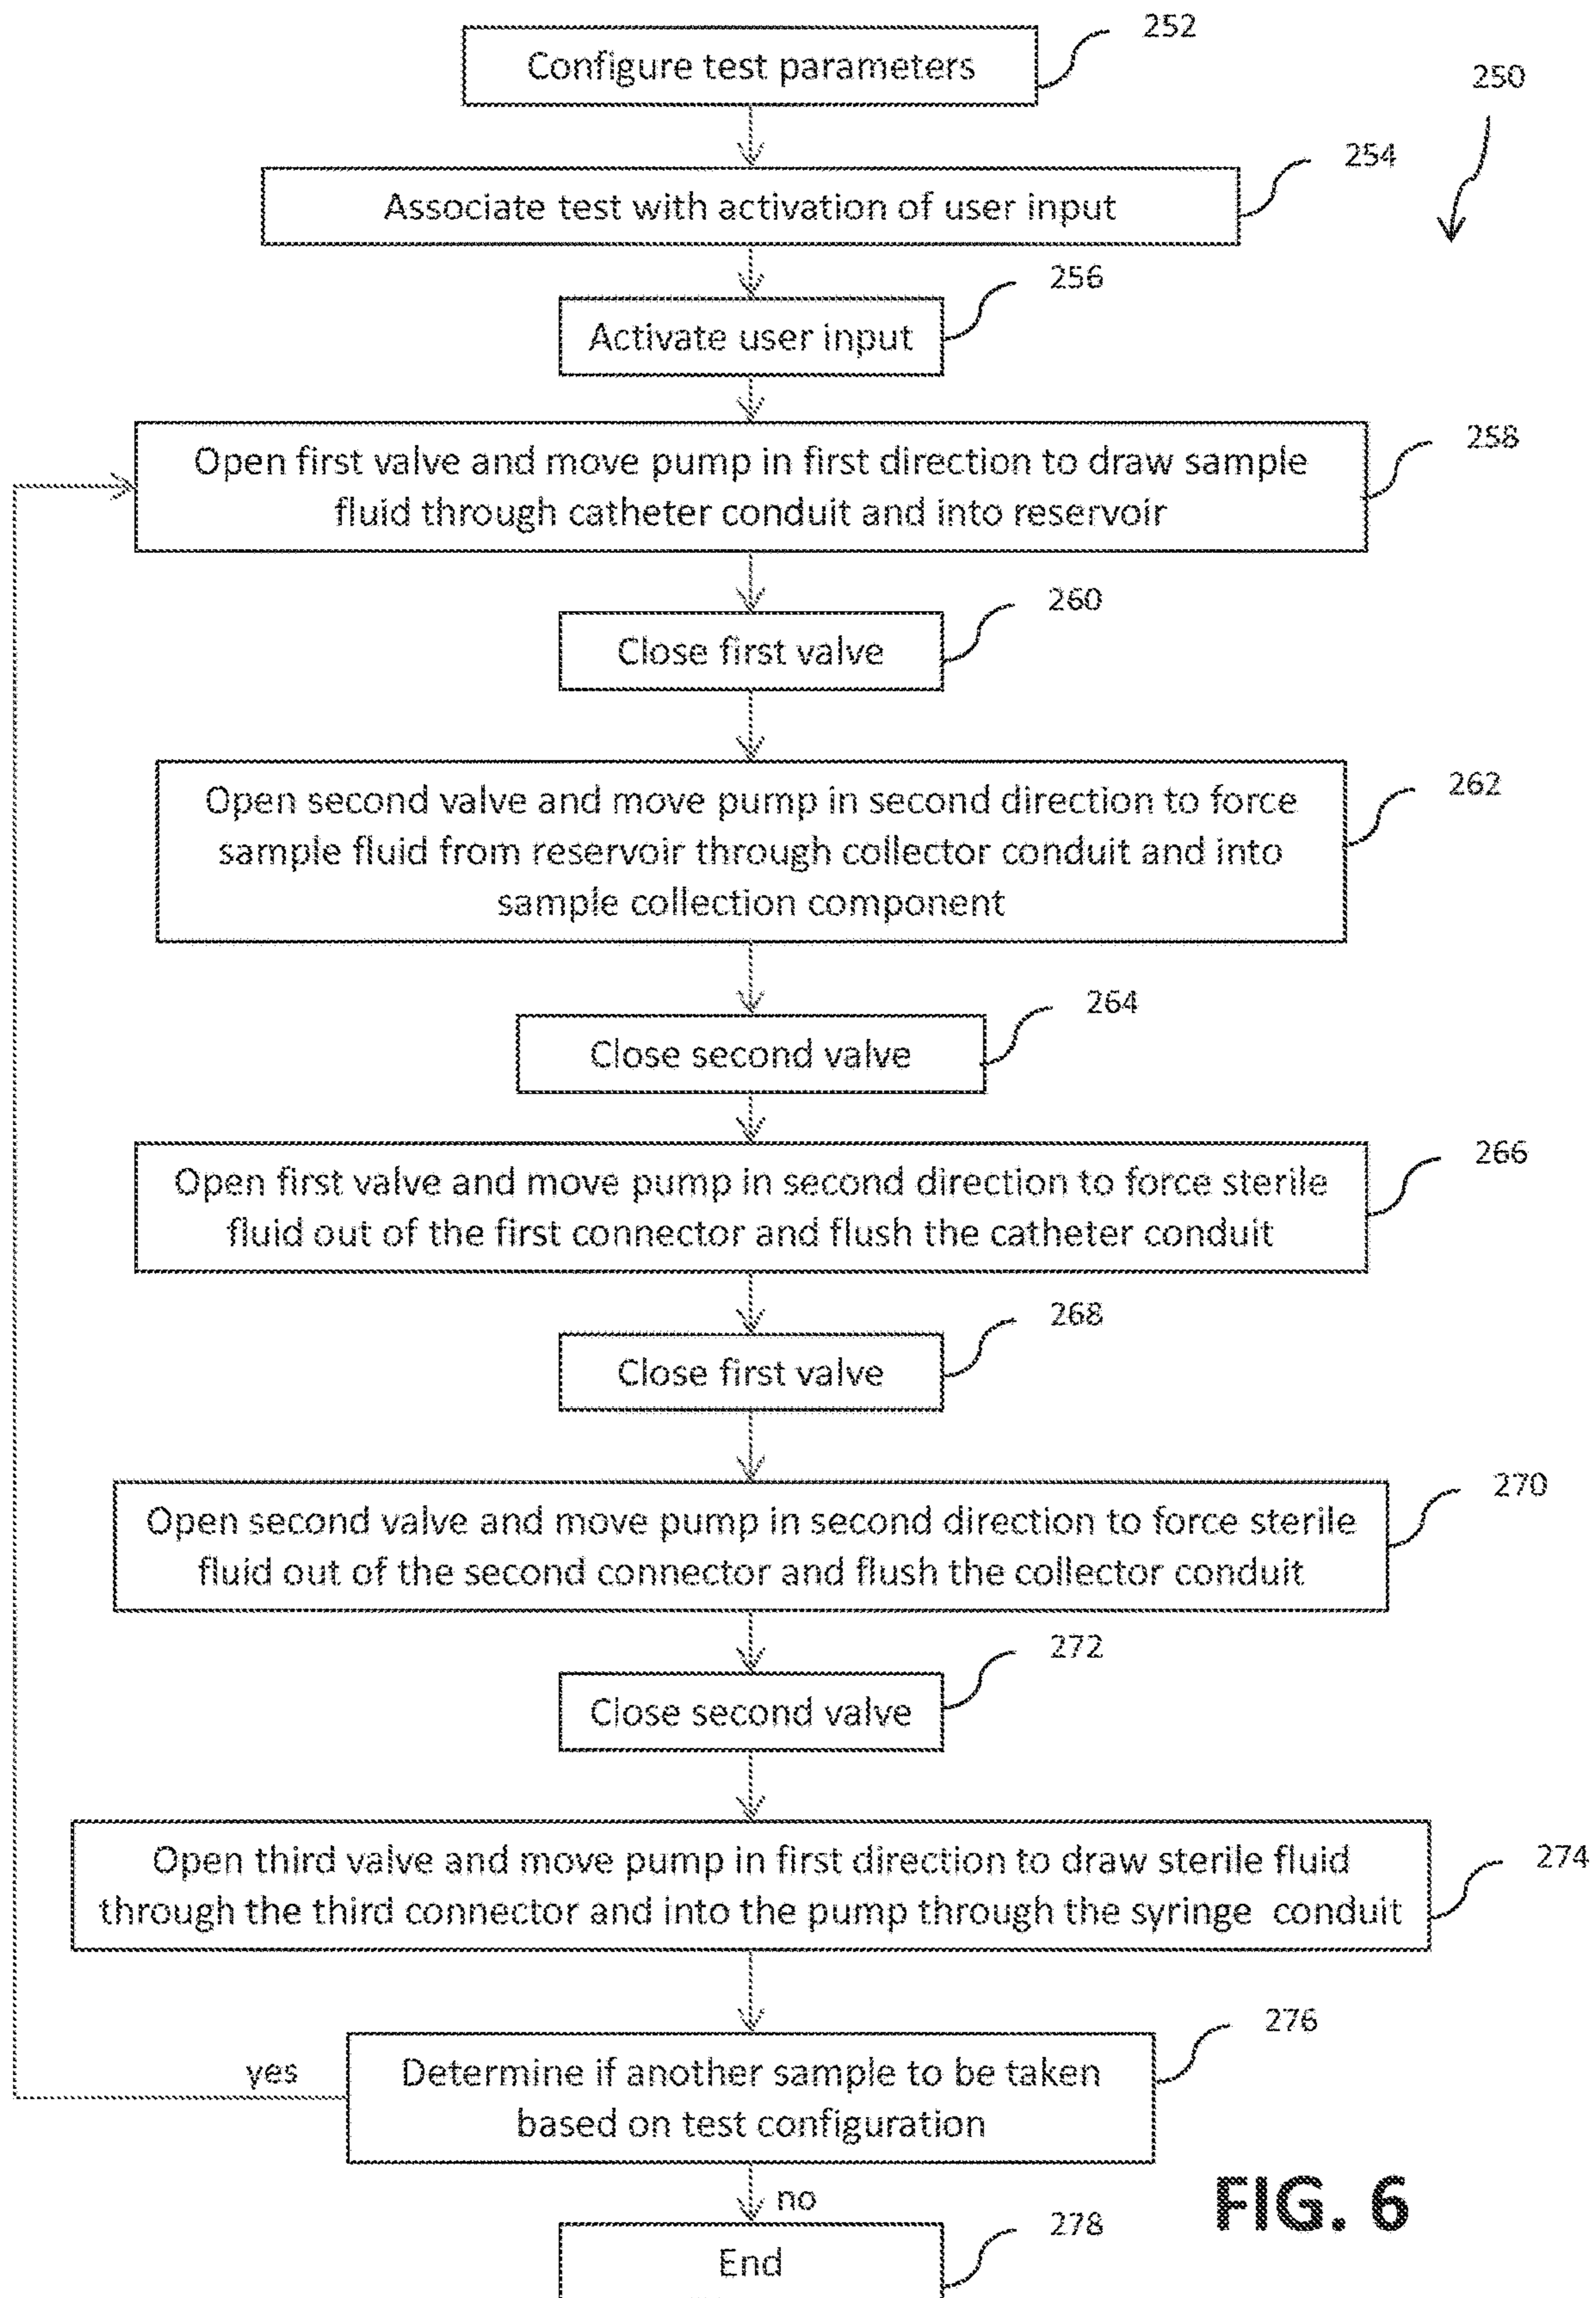 252
Configure test parameters
250
254
Associate test with activation of user input
256
Activate user input
258
Open first valve and move pump in first direction to draw sample
fluid through catheter conduit and into reservoir
260
Close first valve
262
Open second valve and move pump in second direction to force
sample fluid from reservoir through collector conduit and into
sample collection component
264
Close second valve
266
Open first valve and move pump in second direction to force sterile
fluid out of the first connector and flush the catheter conduit
268
Close first valve
270
Open second valve and move pump in second direction to force sterile
fluid out of the second connector and flush the collector conduit
272
Close second valve
274
Open third valve and move pump in first direction to draw sterile fluid
through the third connector and into the pump through the syringe conduit
276
yes
Determine if another sample to be taken
based on test configuration
no
FIG. 6
278
End